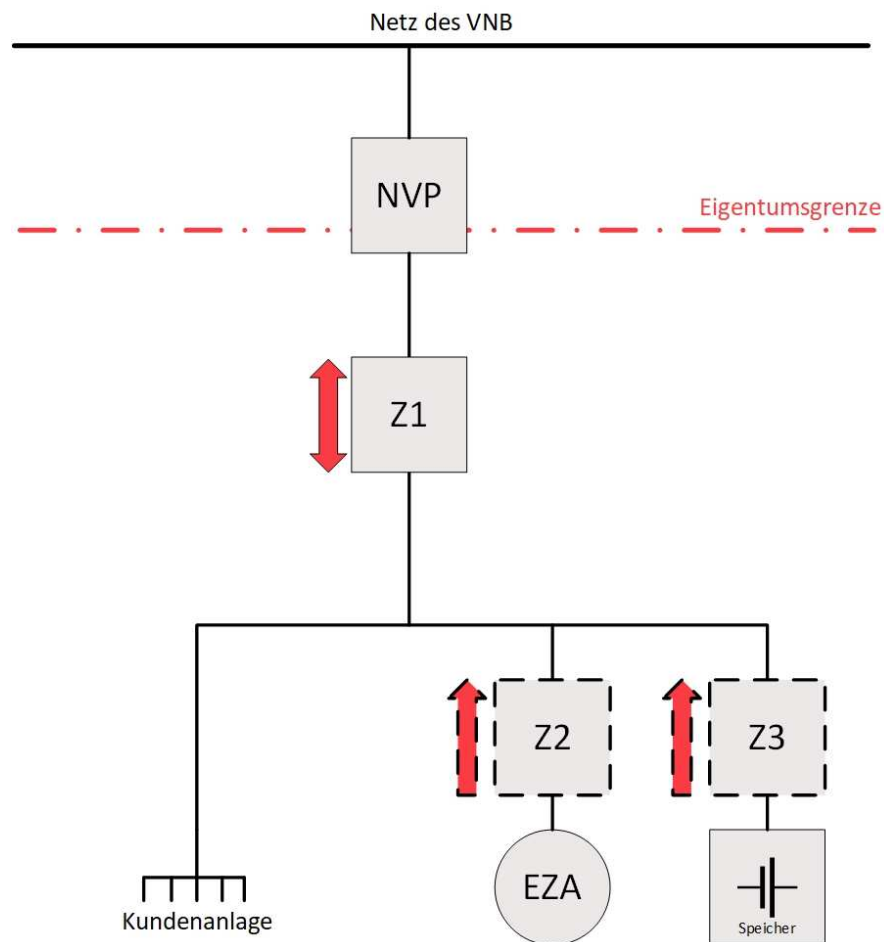 Netz des VNB
NVP
Eigentumsgrenze
Z1
Z2
Z3
EZA
Speicher
Kundenanlage